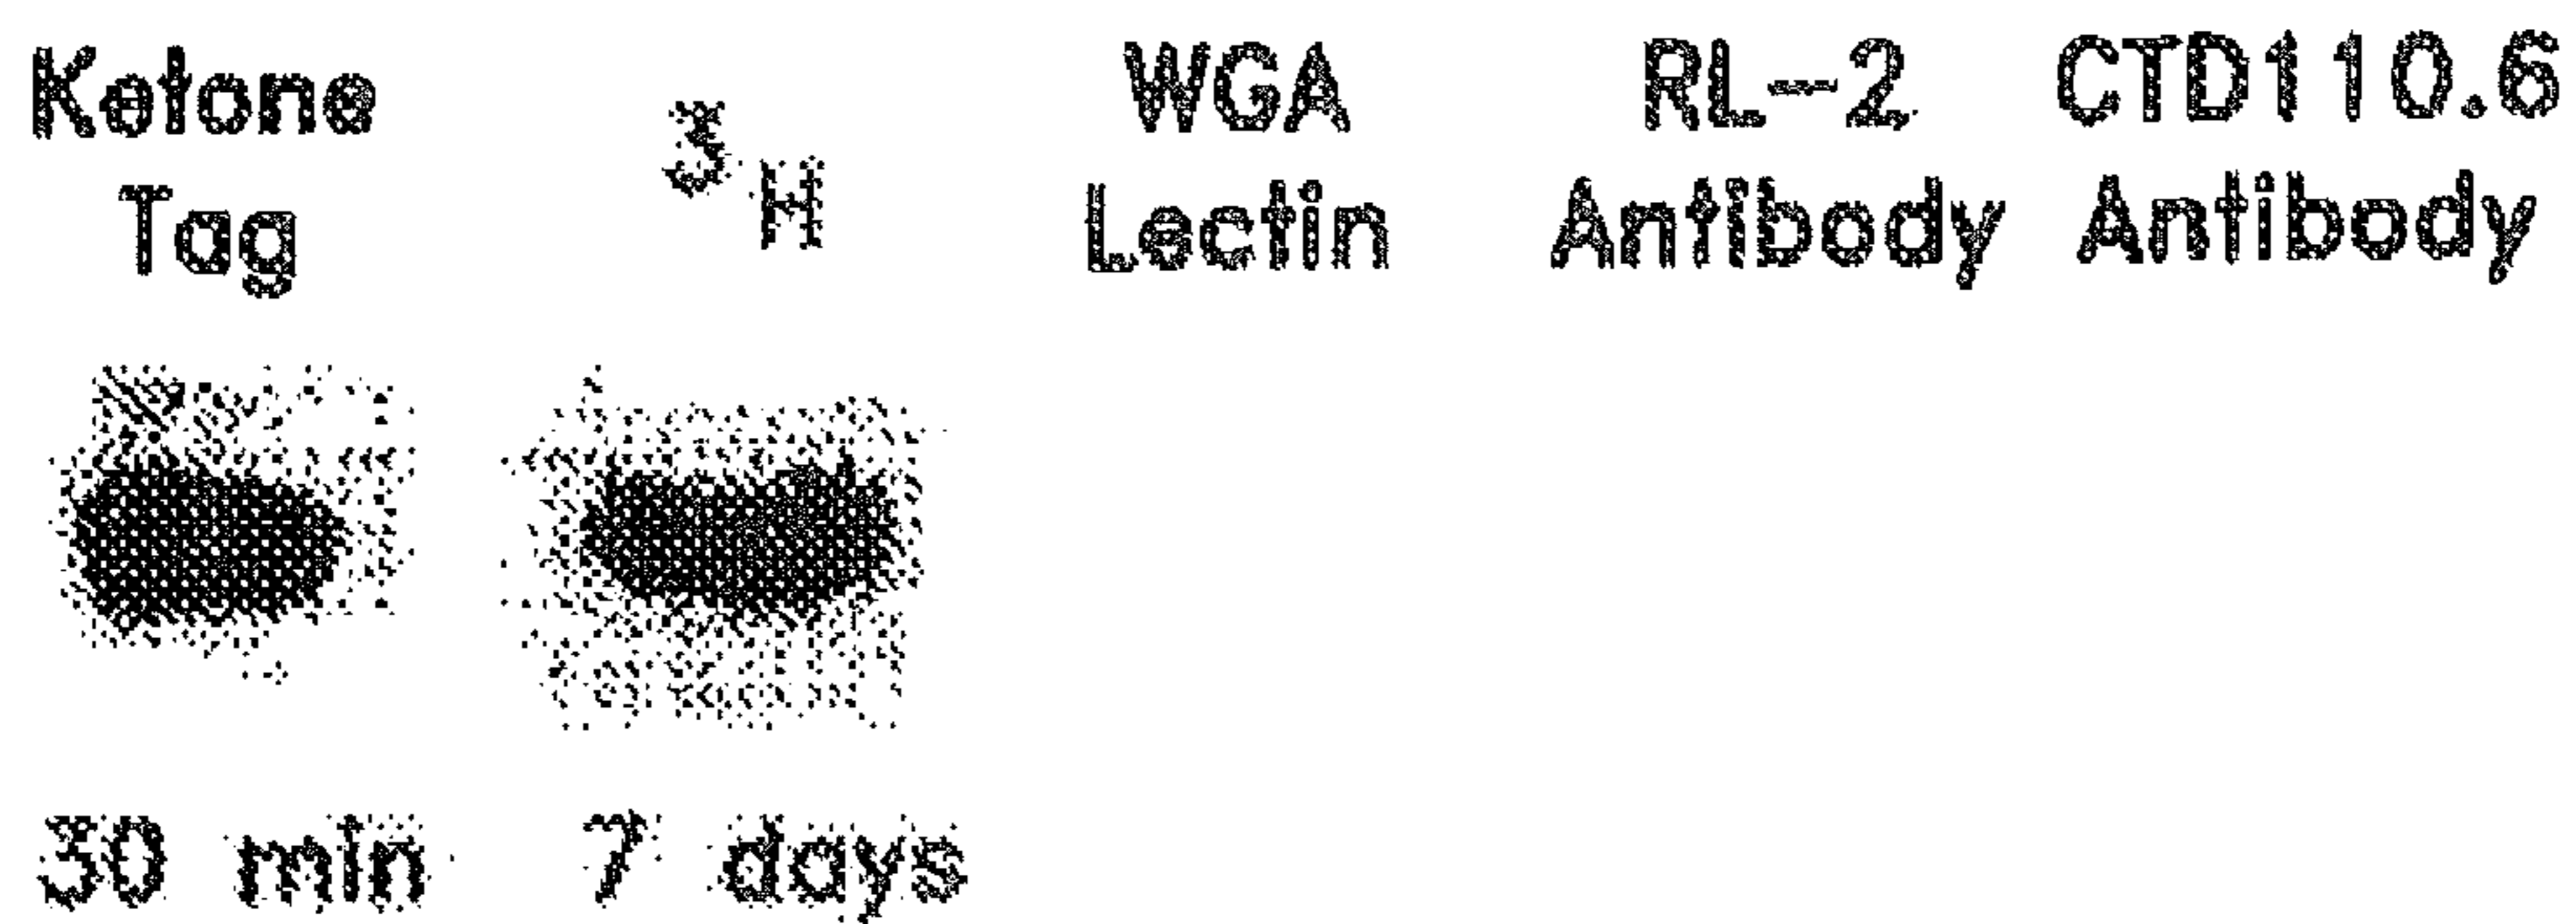 Ketone Tag
3H
WGA Lectin
RL-2 Antibody
CTD110.6 Antibody
30 min
7 days